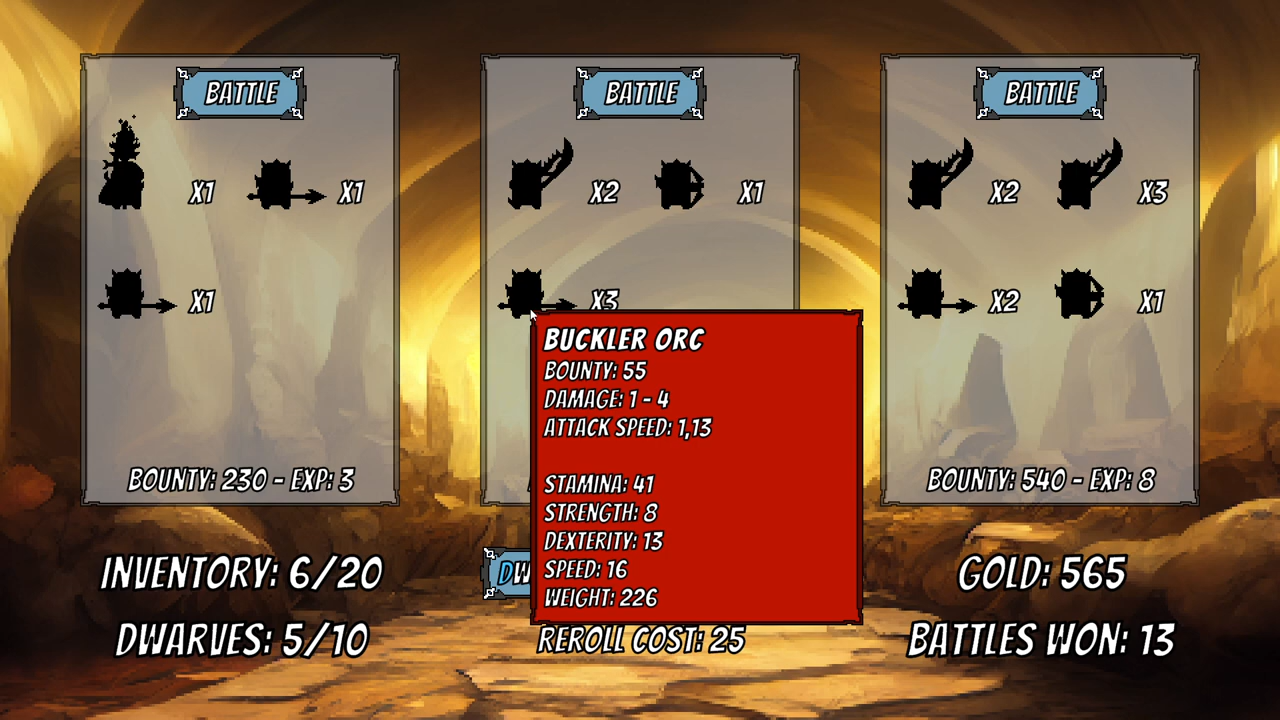 BATTLE
X1
X1
X1
BATTLE
X2
X1
X3
BATTLE
X2
X3
X2
X1
BUCKLER ORC
BOUNTY: 55
DAMAGE: 1 - 4
ATTACK SPEED: 1,13
STAMINA: 41
STRENGTH: 8
DEXTERITY: 13
SPEED: 16
WEIGHT: 226
BOUNTY: 230 - EXP: 3
BOUNTY: 540 - EXP: 8
INVENTORY: 6/20
DWARVES: 5/10
REROLL COST: 25
GOLD: 565
BATTLES WON: 13